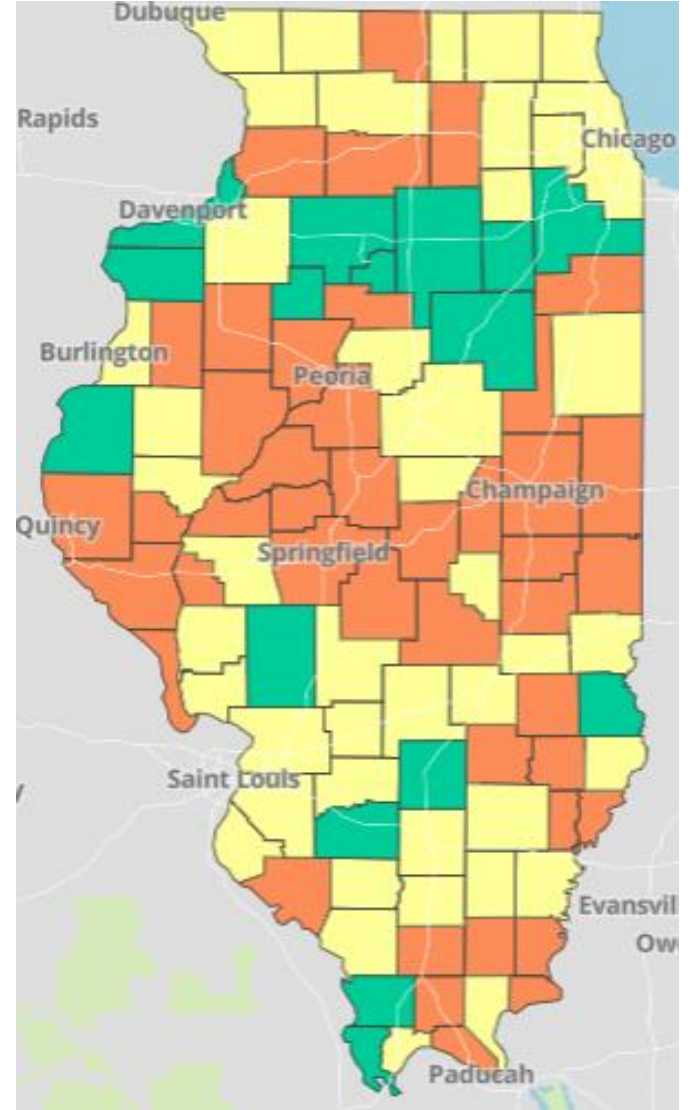 Dubuque
Rapids
Chicago
Davenport
Burlington
Peoria
Champaign
Quincy
Springfield
Saint Louis
Evansvil
Ow
Paducah